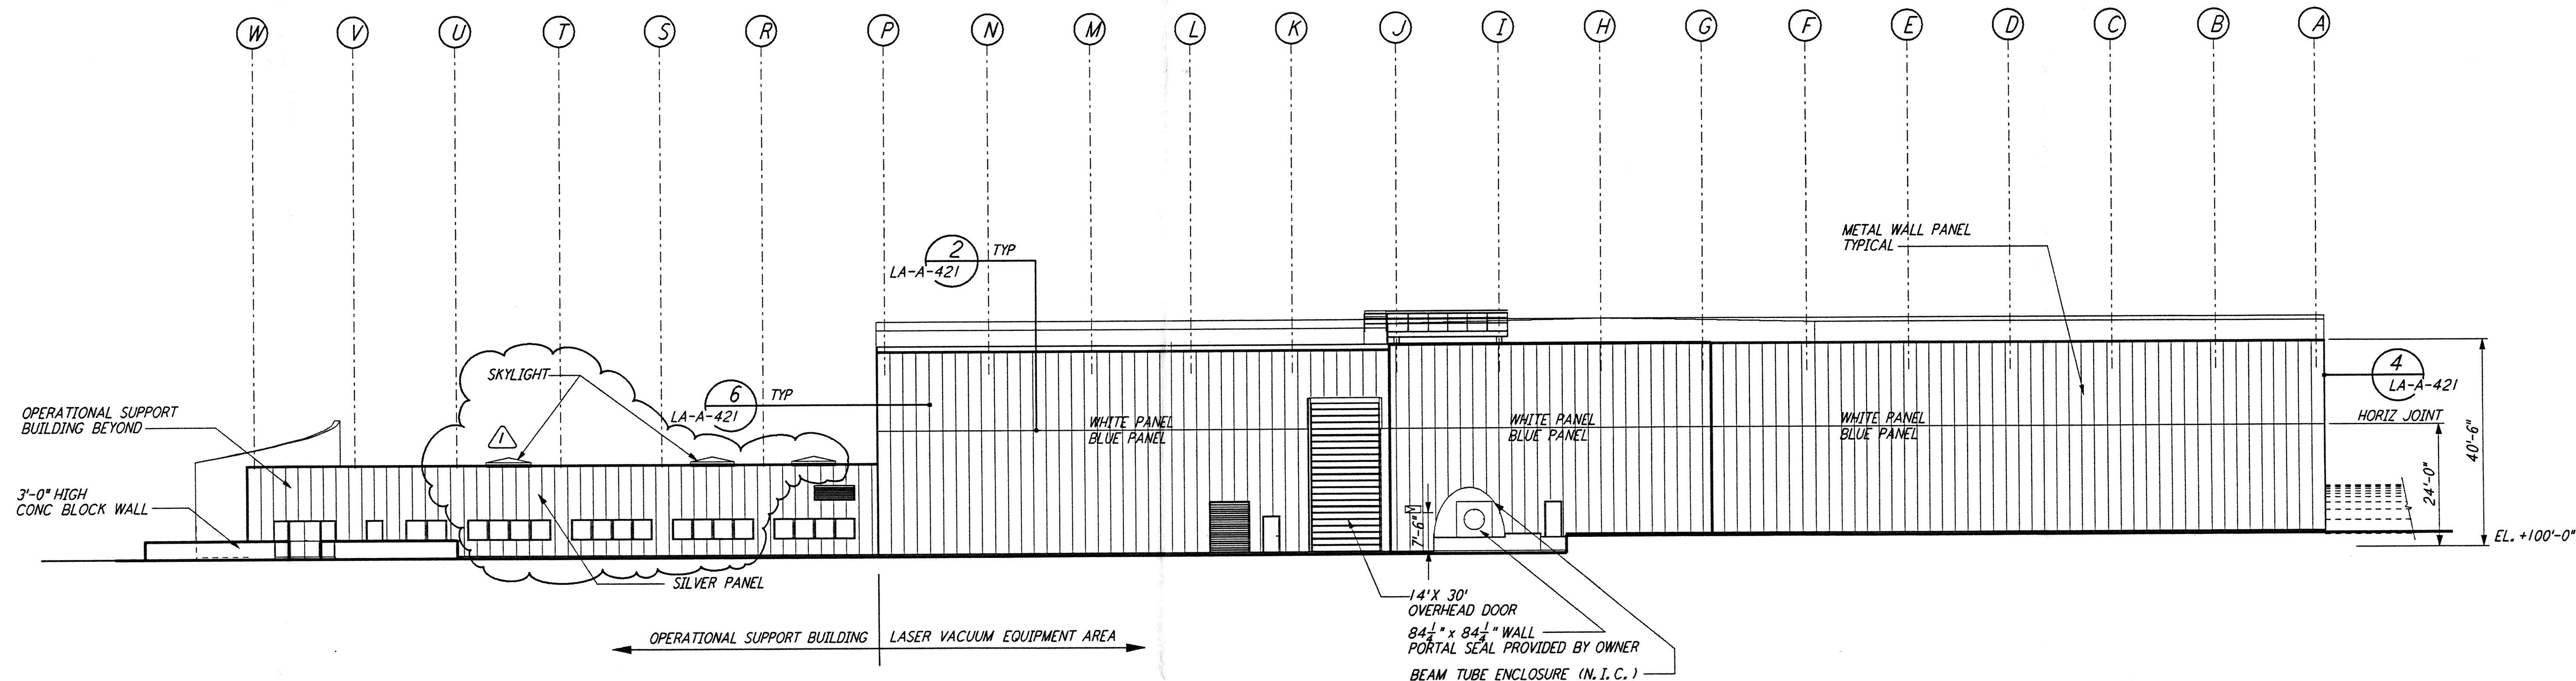 W V U T S R P N M L K J I H G F E D C B A
2 TYP
LA-A-421
METAL WALL PANEL
TYPICAL
SKYLIGHT
6 TYP
LA-A-421
4
LA-A-421
OPERATIONAL SUPPORT
BUILDING BEYOND
1
WHITE PANEL
BLUE PANEL
WHITE PANEL
BLUE PANEL
WHITE PANEL
BLUE PANEL
HORIZ JOINT
40'-6"
24'-0"
3'-0" HIGH
CONC BLOCK WALL
7'-6"
EL. +100'-0"
SILVER PANEL
14'X 30'
OVERHEAD DOOR
OPERATIONAL SUPPORT BUILDING
LASER VACUUM EQUIPMENT AREA
84 1/4" x 84 1/4" WALL
PORTAL SEAL PROVIDED BY OWNER
BEAM TUBE ENCLOSURE (N.I.C.)